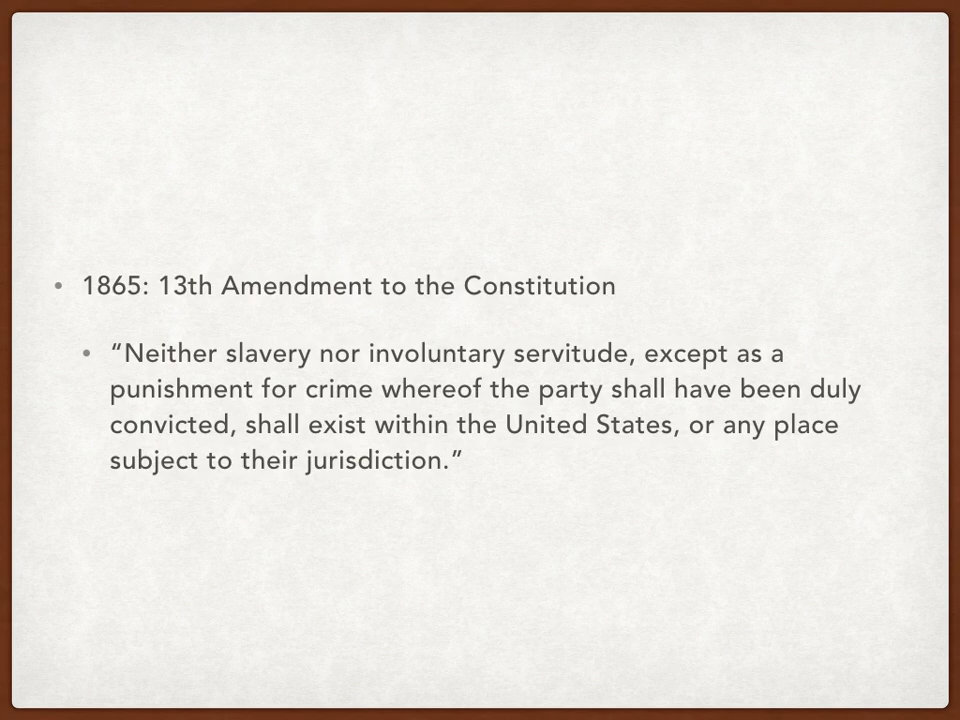 • 1865: 13th Amendment to the Constitution
• “Neither slavery nor involuntary servitude, except as a
punishment for crime whereof the party shall have been duly
convicted, shall exist within the United States, or any place
subject to their jurisdiction.”